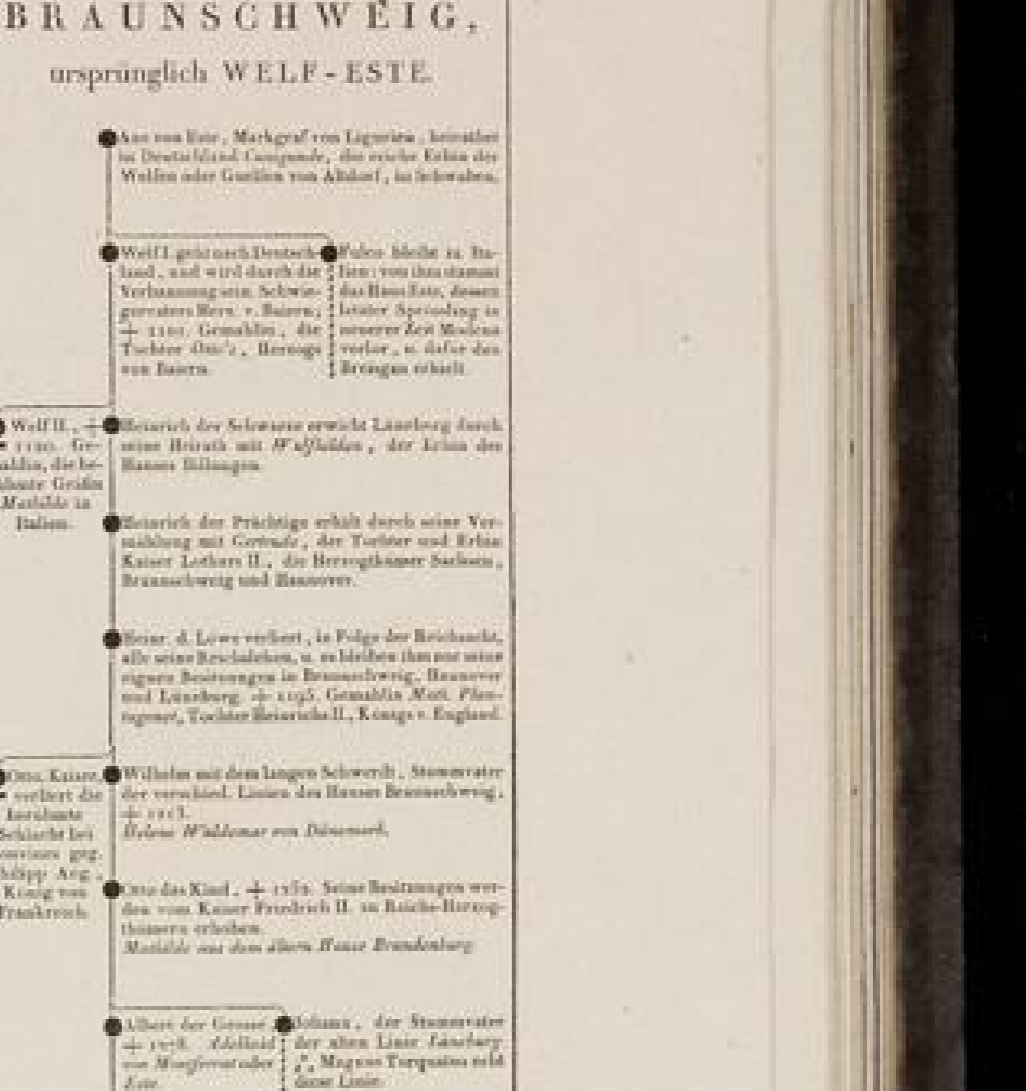 BRAUNSCHWEIG,
ursprünglich WELF-ESTE.
von Este, Markgraf von Ligurien, heirathet
in Deutschland Cunigunde, die reiche Erbin der
Welfen oder Guelfen von Altdorf, in Schwaben.
Welf I. geht nach Deutsch-
land, und wird durch die
Verbannung sein. Schwie-
gervaters Herz. v. Baiern,
+ 1101. Gemahlin, die
Tochter Otto's, Herzogs
von Baiern.
Fulco bleibt in Ita-
lien: von ihm stammt
das Haus Este, dessen
letzter Sprössling in
neuerer Zeit Modena
verlor, u. dafür den
Breisgau erhielt.
Welf II., +
1120. Ge-
mahlin, die be-
rühmte Gräfin
Mathilde in
Italien.
Heinrich der Schwarze erwirbt Lüneburg durch
seine Heirath mit Wulfhilden, der Erbin des
Hauses Billungen.
Heinrich der Prächtige erhält durch seine Ver-
mählung mit Gertrude, der Tochter und Erbin
Kaiser Lothars II., die Herzogthümer Sachsen,
Braunschweig und Hannover.
Heinr. d. Löwe verliert, in Folge der Reichsacht,
alle seine Reichslehen, u. es bleiben ihm nur seine
eignen Besitzungen in Braunschweig, Hannover
und Lüneburg. + 1195. Gemahlin Mat. Plan-
tagenet, Tochter Heinrichs II., Königs v. England.
Otto, Kaiser,
verliert die
berühmte
Schlacht bei
Bouvines geg.
Philipp Aug.,
König von
Frankreich.
Wilhelm mit dem langen Schwerdt, Stammvater
der verschied. Linien des Hauses Braunschweig,
+ 1213.
Helene Waldemar von Dänemark.
Otto das Kind, + 1252. Seine Besitzungen wer-
den vom Kaiser Friedrich II. zu Reichs-Herzog-
thümern erhoben.
Mathilde aus dem ältern Hause Brandenburg.
Albert der Grosse,
+ 1278. Adelheid
von Montferrat oder
Este.
Johann, der Stammvater
der alten Linie Lüneburg
Magnus Torquatus
diese Linie.